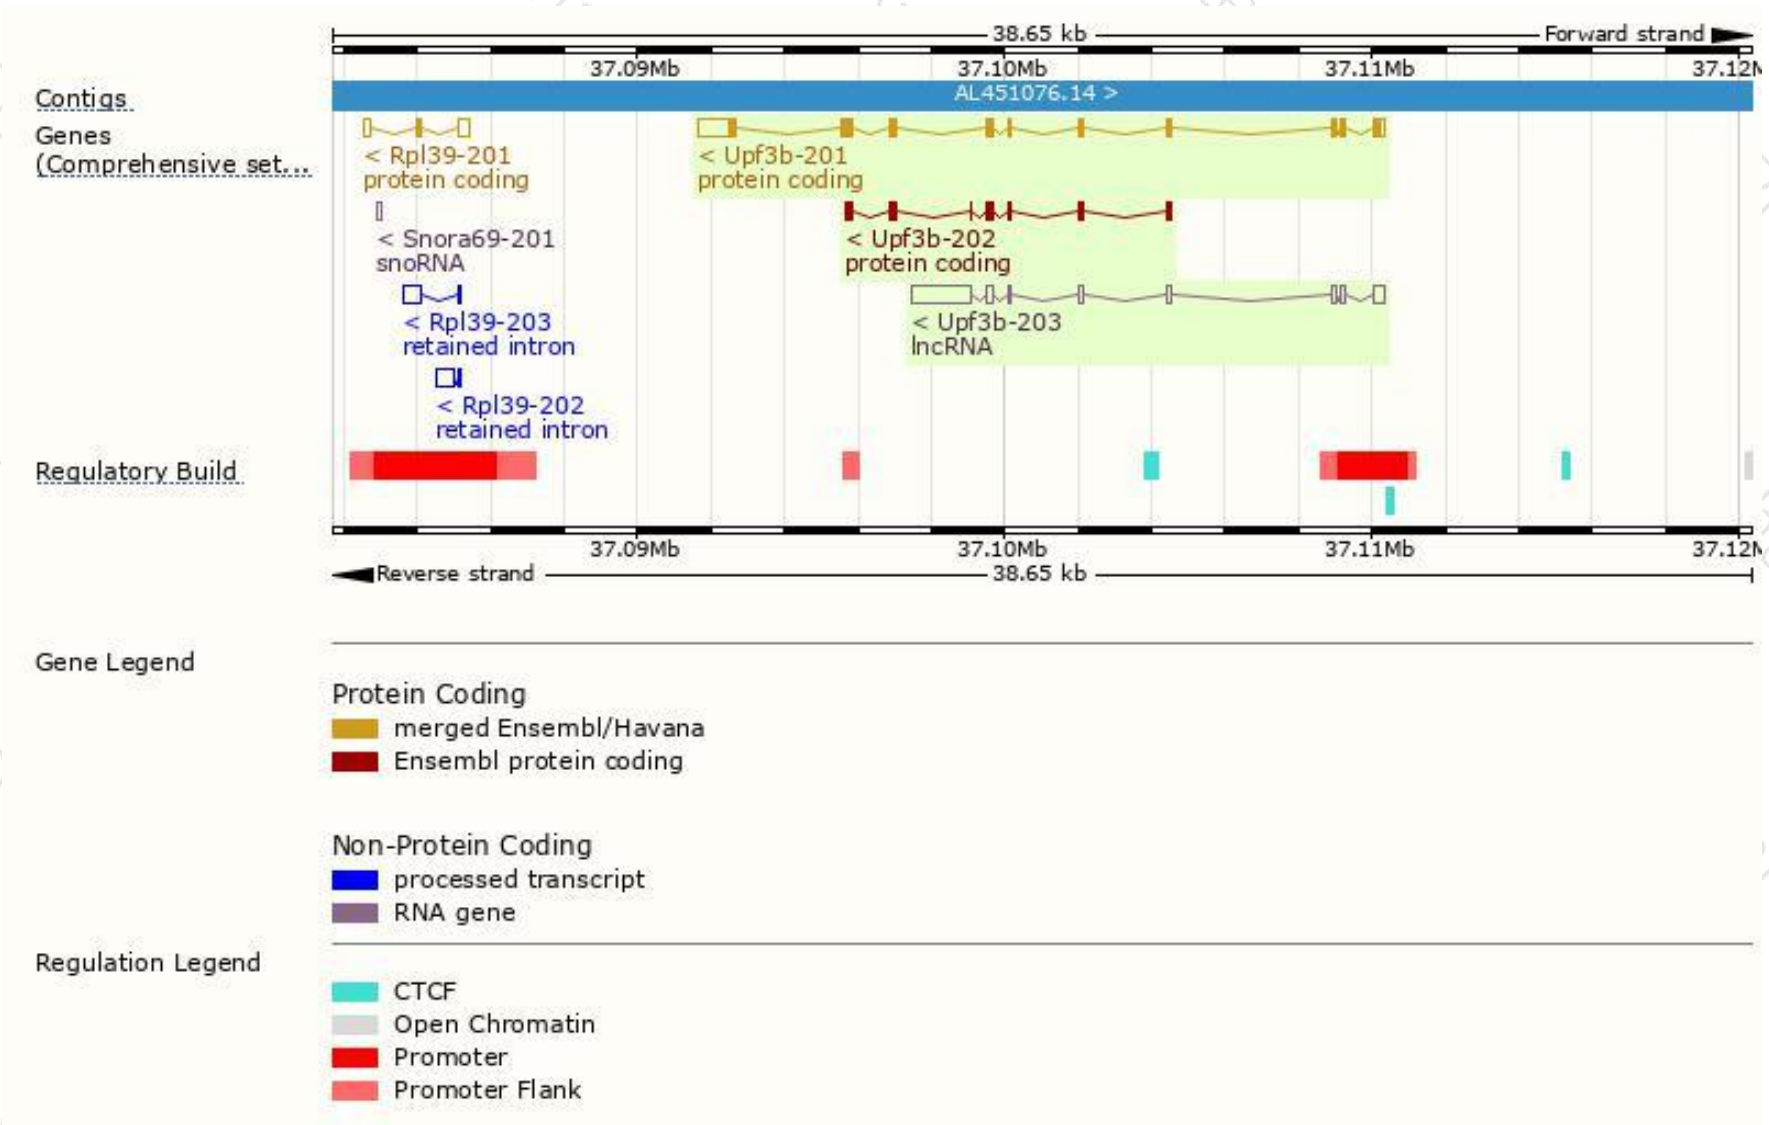 38.65 kb
Forward strand
37.09Mb 37.10Mb 37.11Mb 37.12M
Contigs
AL451076.14 >
Genes
(Comprehensive set...
< Rpl39-201
protein coding
< Upf3b-201
protein coding
< Snora69-201
snoRNA
< Upf3b-202
protein coding
< Rpl39-203
retained intron
< Upf3b-203
lncRNA
< Rpl39-202
retained intron
Regulatory Build
37.09Mb 37.10Mb 37.11Mb 37.12M
Reverse strand
38.65 kb
Gene Legend
Protein Coding
merged Ensembl/Havana
Ensembl protein coding
Non-Protein Coding
processed transcript
RNA gene
Regulation Legend
CTCF
Open Chromatin
Promoter
Promoter Flank